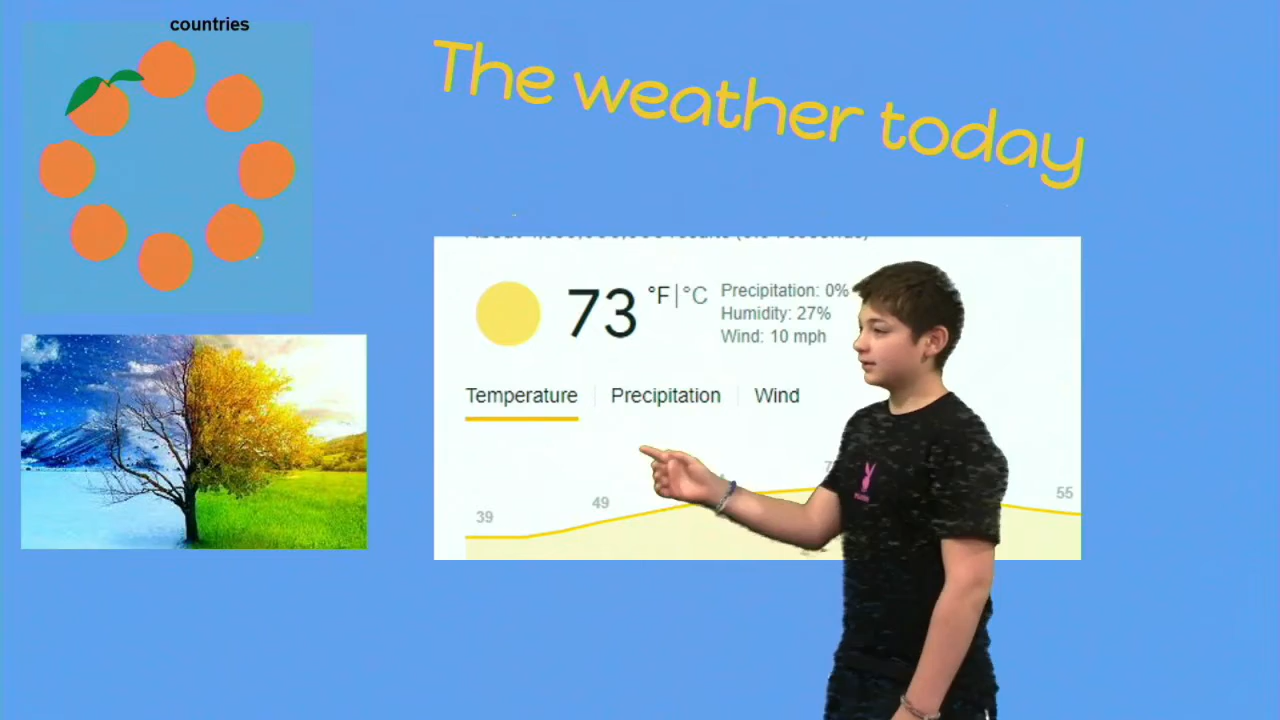 countries
The weather today
73 °F | °C
Precipitation: 0%
Humidity: 27%
Wind: 10 mph
Temperature
Precipitation
Wind
39
49
55